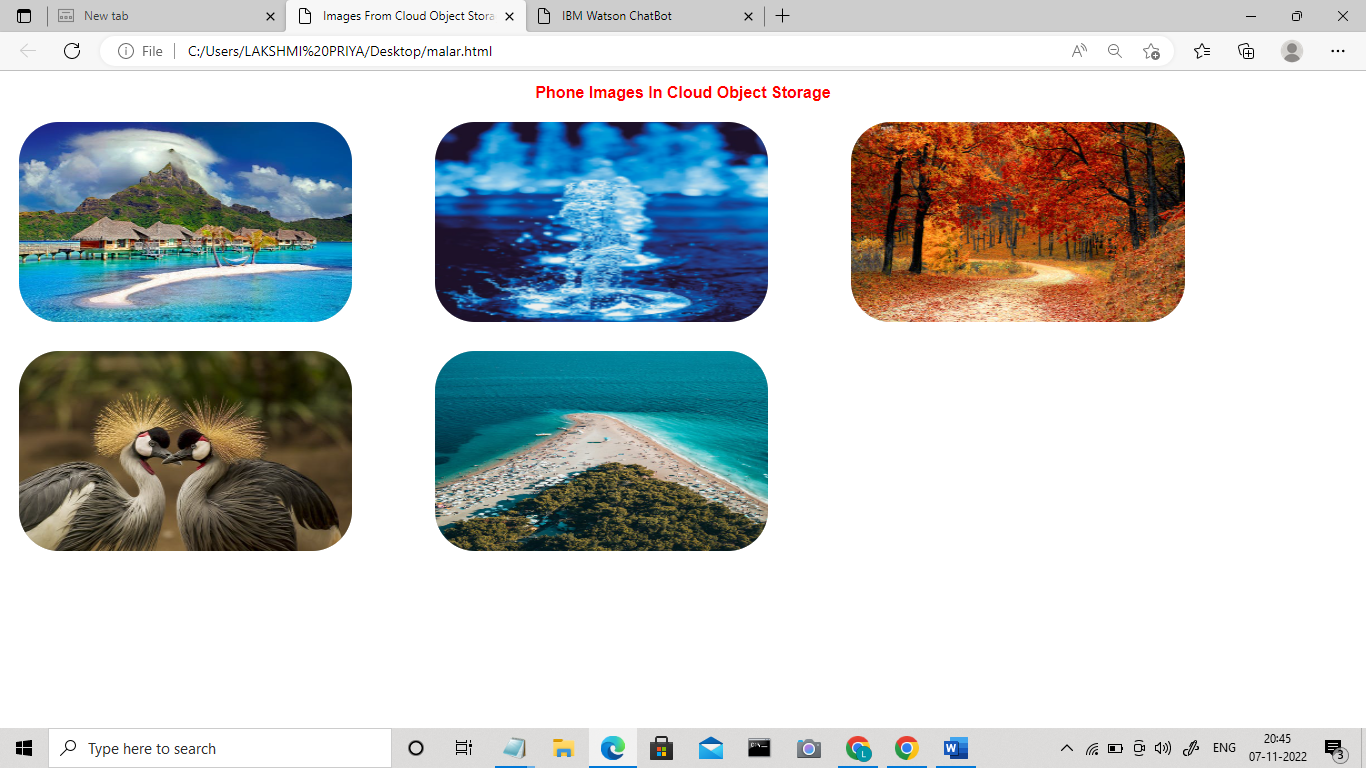 New tab
Images From Cloud Object Stora
IBM Watson ChatBot
File
C:/Users/LAKSHMI%20PRIYA/Desktop/malar.html
Phone Images In Cloud Object Storage
Type here to search
ENG
20:45
07-11-2022
3